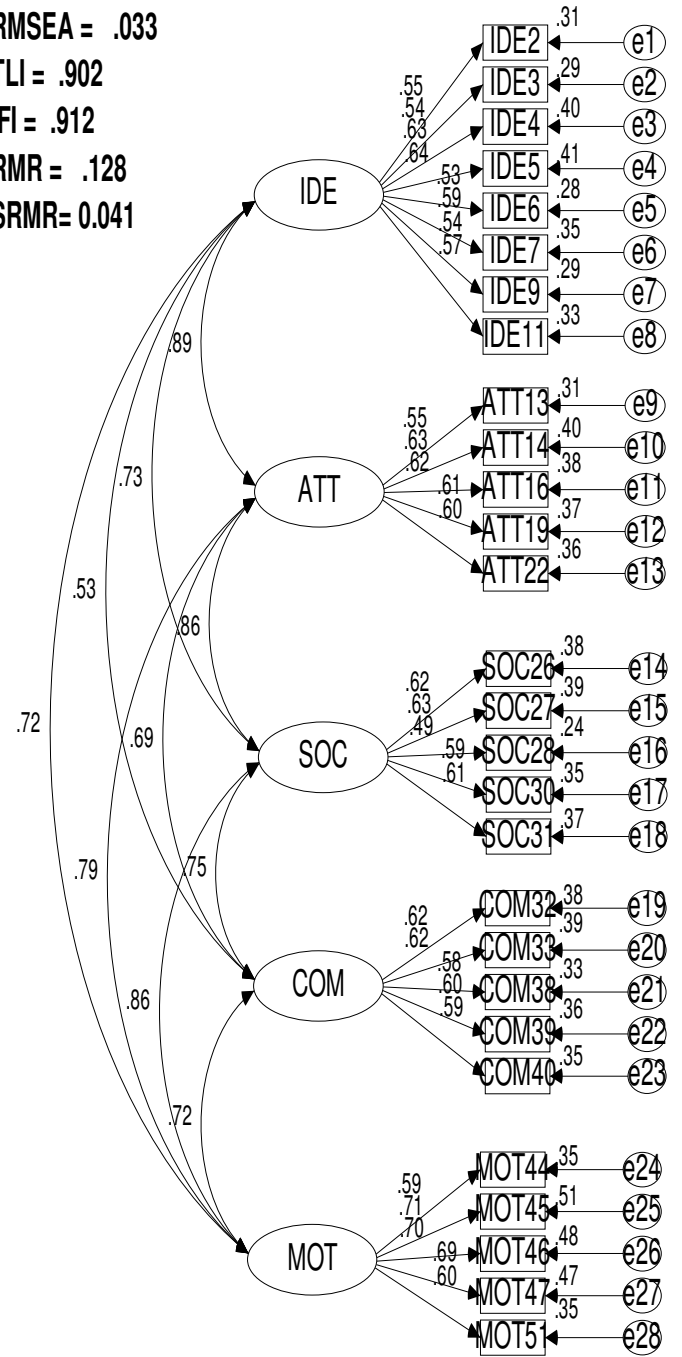 RMSEA = .033
TLI = .902
FI = .912
RMR = .128
SRMR= 0.041
IDE
.55
.54
.63
.64
.53
.59
.54
.57
IDE2 .31 e1
IDE3 .29 e2
IDE4 .40 e3
IDE5 .41 e4
IDE6 .28 e5
IDE7 .35 e6
IDE9 .29 e7
IDE11 .33 e8
.89
ATT
.55
.63
.62
.61
.60
ATT13 .31 e9
ATT14 .40 e10
ATT16 .38 e11
ATT19 .37 e12
ATT22 .36 e13
.73
.53
.86
.72
.69
SOC
.62
.63
.49
.59
.61
SOC26 .38 e14
SOC27 .39 e15
SOC28 .24 e16
SOC30 .35 e17
SOC31 .37 e18
.79
.75
.86
COM
.62
.62
.58
.60
.59
COM32 .38 e19
COM33 .39 e20
COM38 .33 e21
COM39 .36 e22
COM40 .35 e23
.72
MOT
.59
.71
.70
.69
.60
MOT44 .35 e24
MOT45 .51 e25
MOT46 .48 e26
MOT47 .47 e27
MOT51 .35 e28